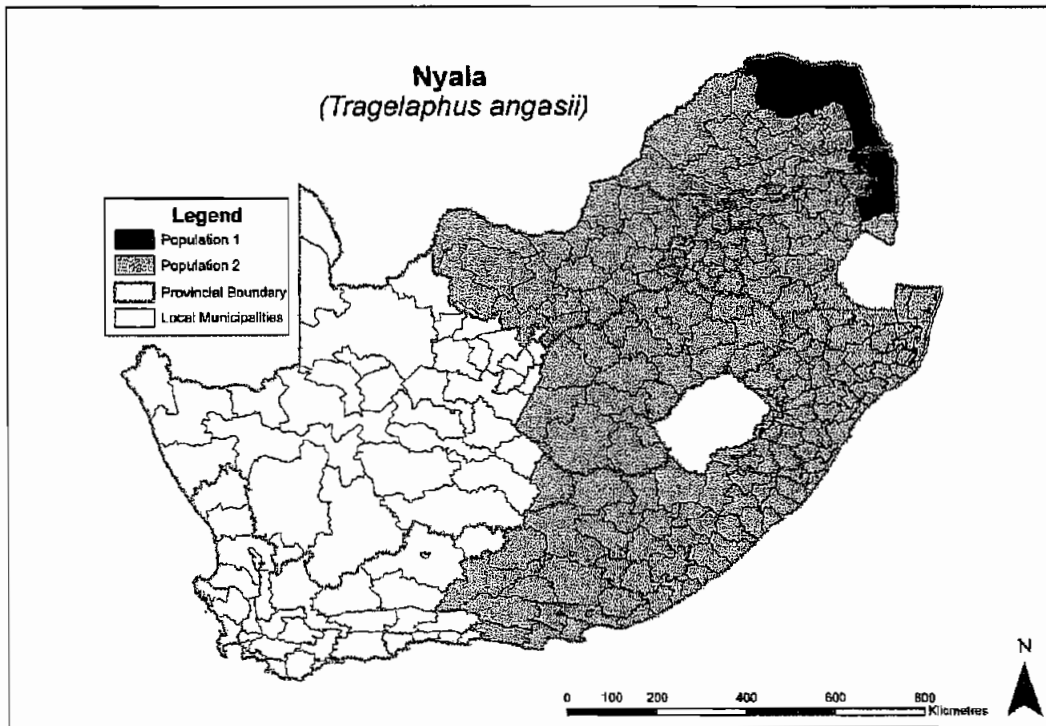 Nyala
(Tragelaphus angasii)
Legend
Population 1
Population 2
Provincial Boundary
Local Municipalities
N
0 100 200 400 600 800
Kilometres